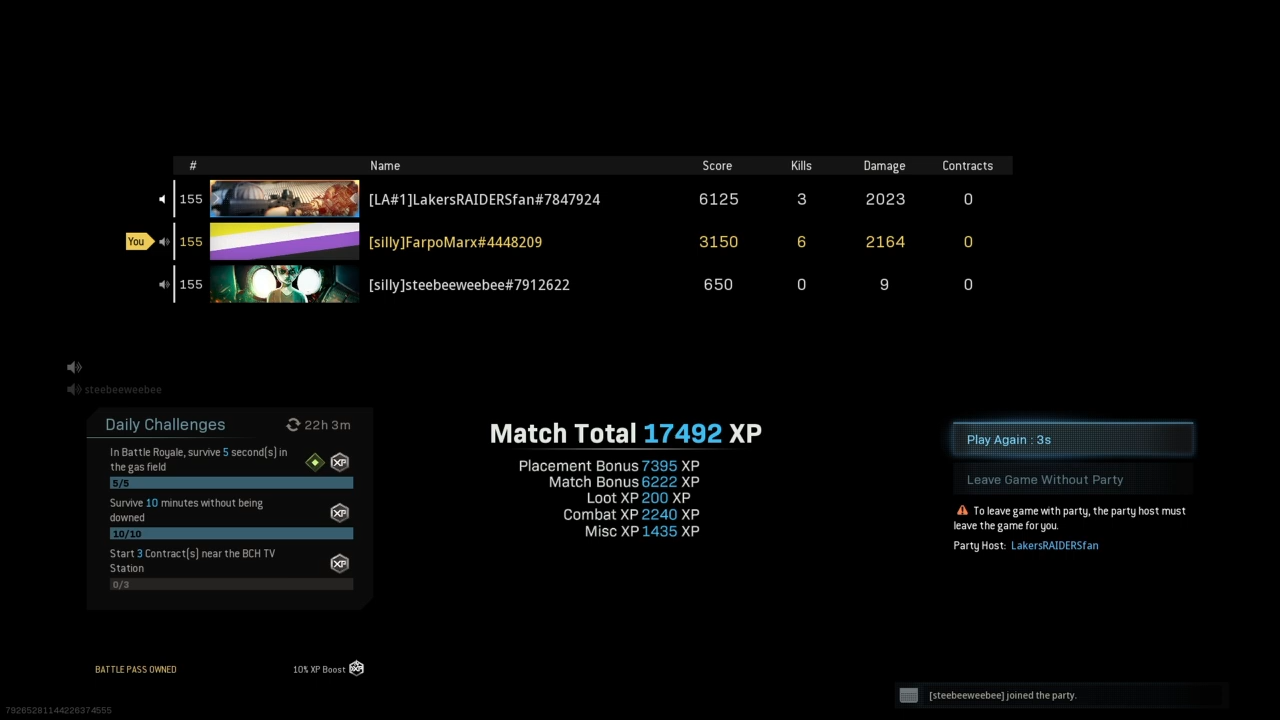 # Name Score Kills Damage Contracts
155 [LA#1]LakersRAIDERSfan#7847924 6125 3 2023 0
You 155 [silly]FarpoMarx#4448209 3150 6 2164 0
155 [silly]steebeeweebee#7912622 650 0 9 0
steebeeweebee
Daily Challenges 22h 3m
In Battle Royale, survive 5 second(s) in
the gas field
XP
5/5
Survive 10 minutes without being
downed
XP
10/10
Start 3 Contract(s) near the BCH TV
Station
XP
0/3
BATTLE PASS OWNED 10% XP Boost XP
Match Total 17492 XP
Placement Bonus 7395 XP
Match Bonus 6222 XP
Loot XP 200 XP
Combat XP 2240 XP
Misc XP 1435 XP
Play Again : 3s
Leave Game Without Party
To leave game with party, the party host must
leave the game for you.
Party Host: LakersRAIDERSfan
[steebeeweebee] joined the party.
79265281144226374555